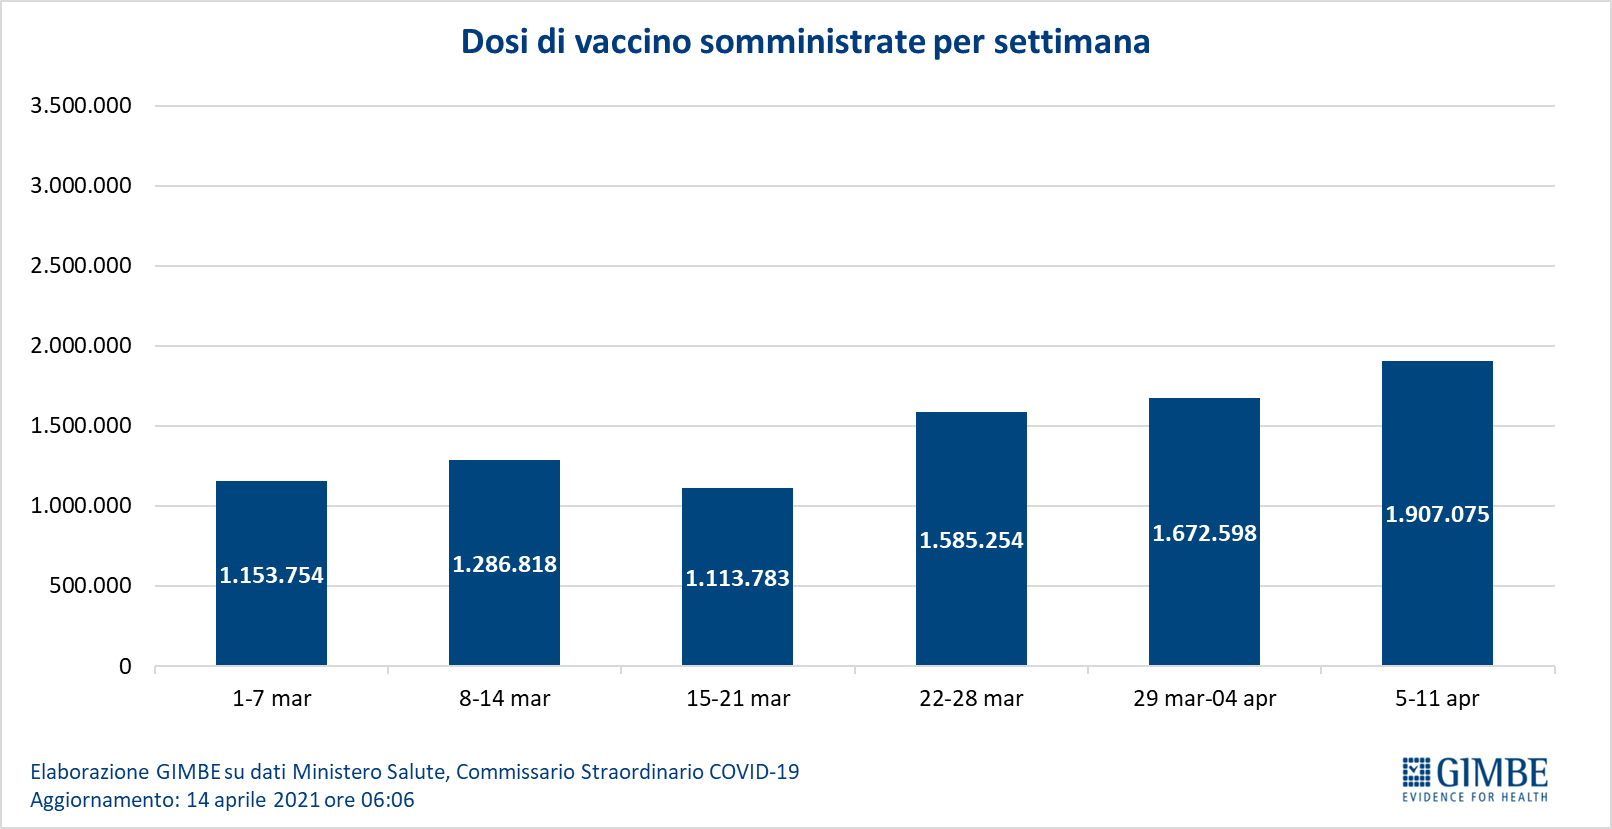 Dosi di vaccino somministrate per settimana
3.500.000
3.000.000
2.500.000
2.000.000
1.500.000
1.000.000
500.000
0
1.153.754
1.286.818
1.113.783
1.585.254
1.672.598
1.907.075
1-7 mar
8-14 mar
15-21 mar
22-28 mar
29 mar-04 apr
5-11 apr
Elaborazione GIMBE su dati Ministero Salute, Commissario Straordinario COVID-19
Aggiornamento: 14 aprile 2021 ore 06:06
GIMBE
EVIDENCE FOR HEALTH